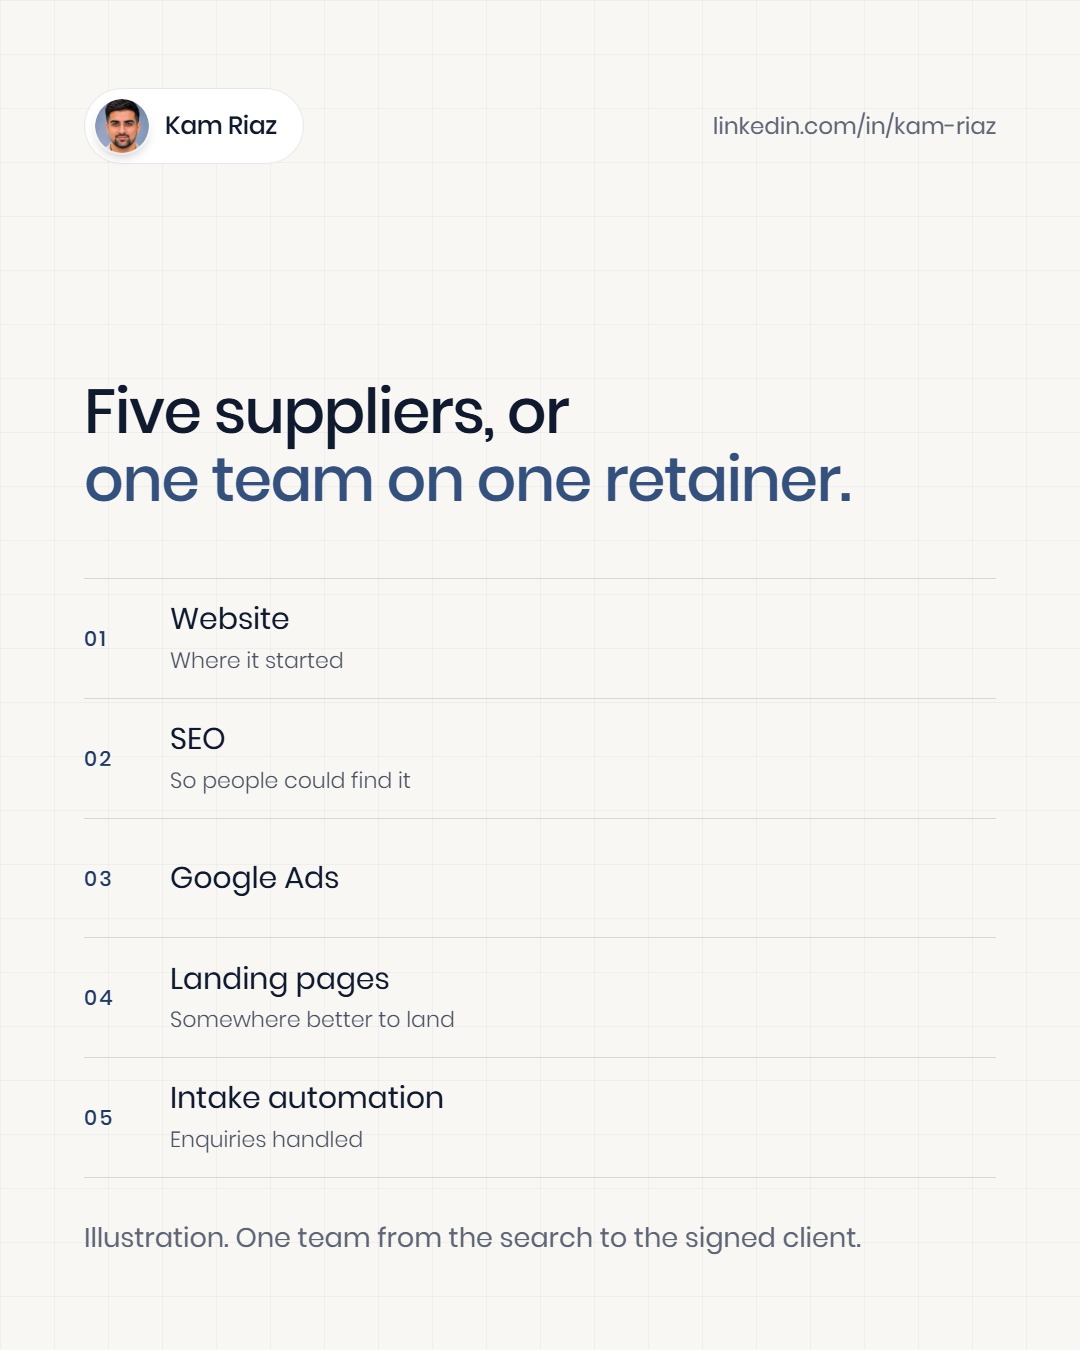 Kam Riaz
linkedin.com/in/kam-riaz
Five suppliers, or
one team on one retainer.
01
Website
Where it started
02
SEO
So people could find it
03
Google Ads
04
Landing pages
Somewhere better to land
05
Intake automation
Enquiries handled
Illustration. One team from the search to the signed client.